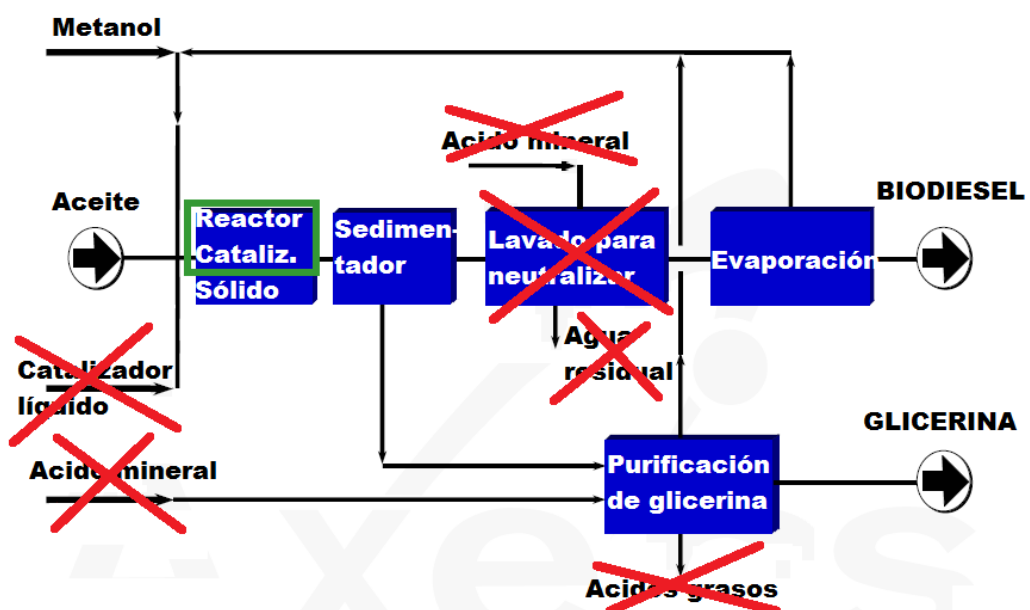 Metanol
Acido mineral
Aceite
BIODIESEL
Reactor
Cataliz.
Sólido
Sedimen-
tador
Lavado para
neutralizar
Evaporación
Agua
residual
Catalizador
líquido
GLICERINA
Acido mineral
Purificación
de glicerina
Acidos grasos